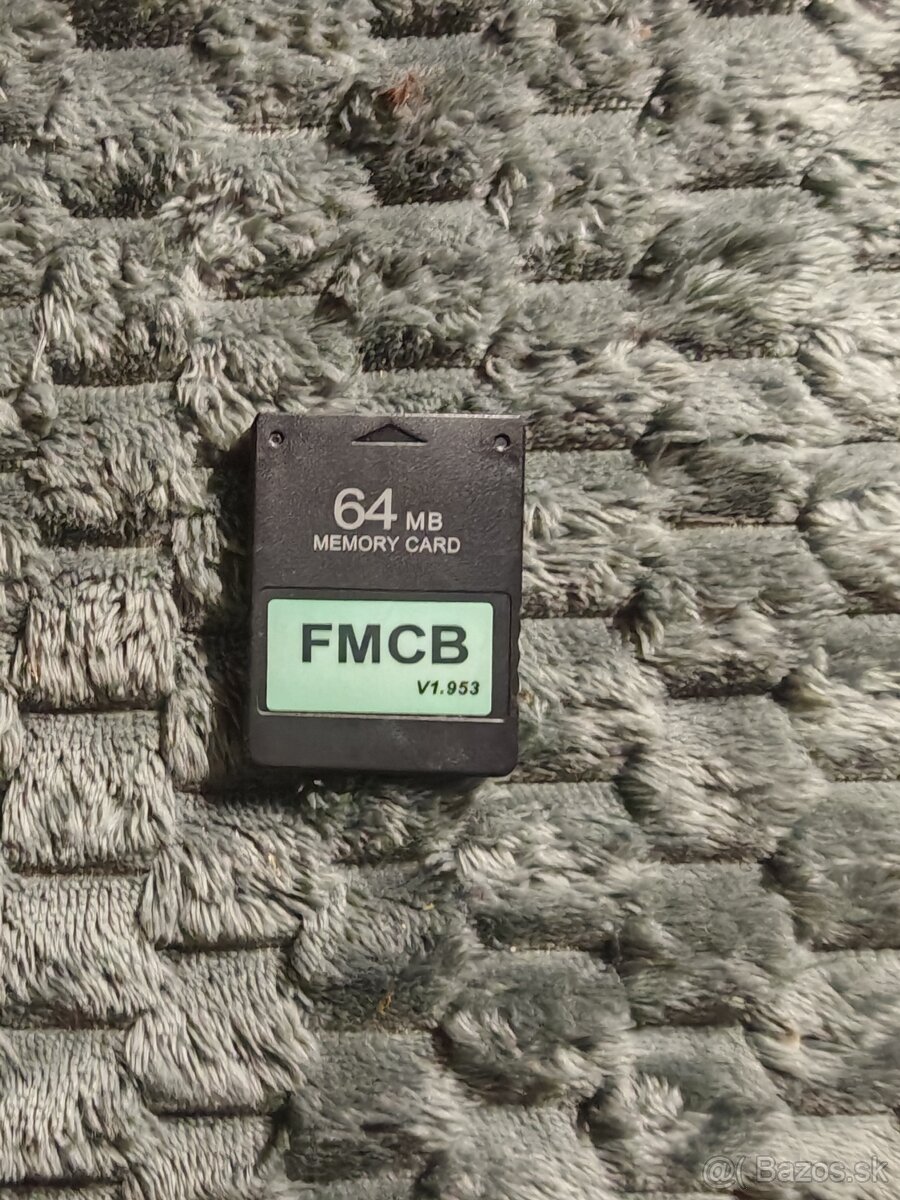 64 MB
MEMORY CARD
FMCB
V1.953
@( Bazos.sk